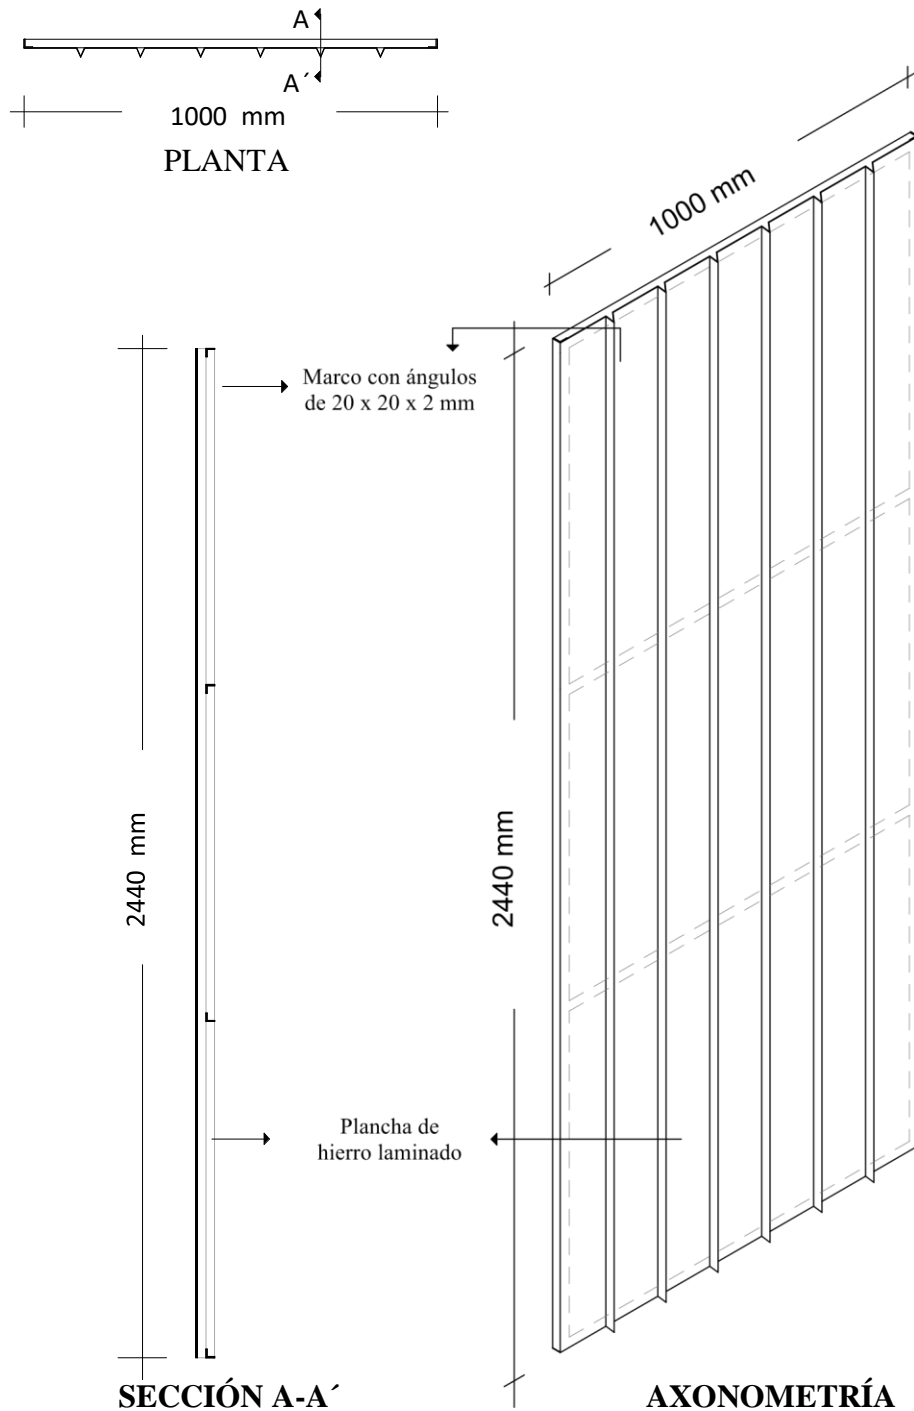 A
A´
1000 mm
PLANTA
1000 mm
Marco con ángulos
de 20 x 20 x 2 mm
2440 mm
2440 mm
Plancha de
hierro laminado
SECCIÓN A-A´
AXONOMETRÍA